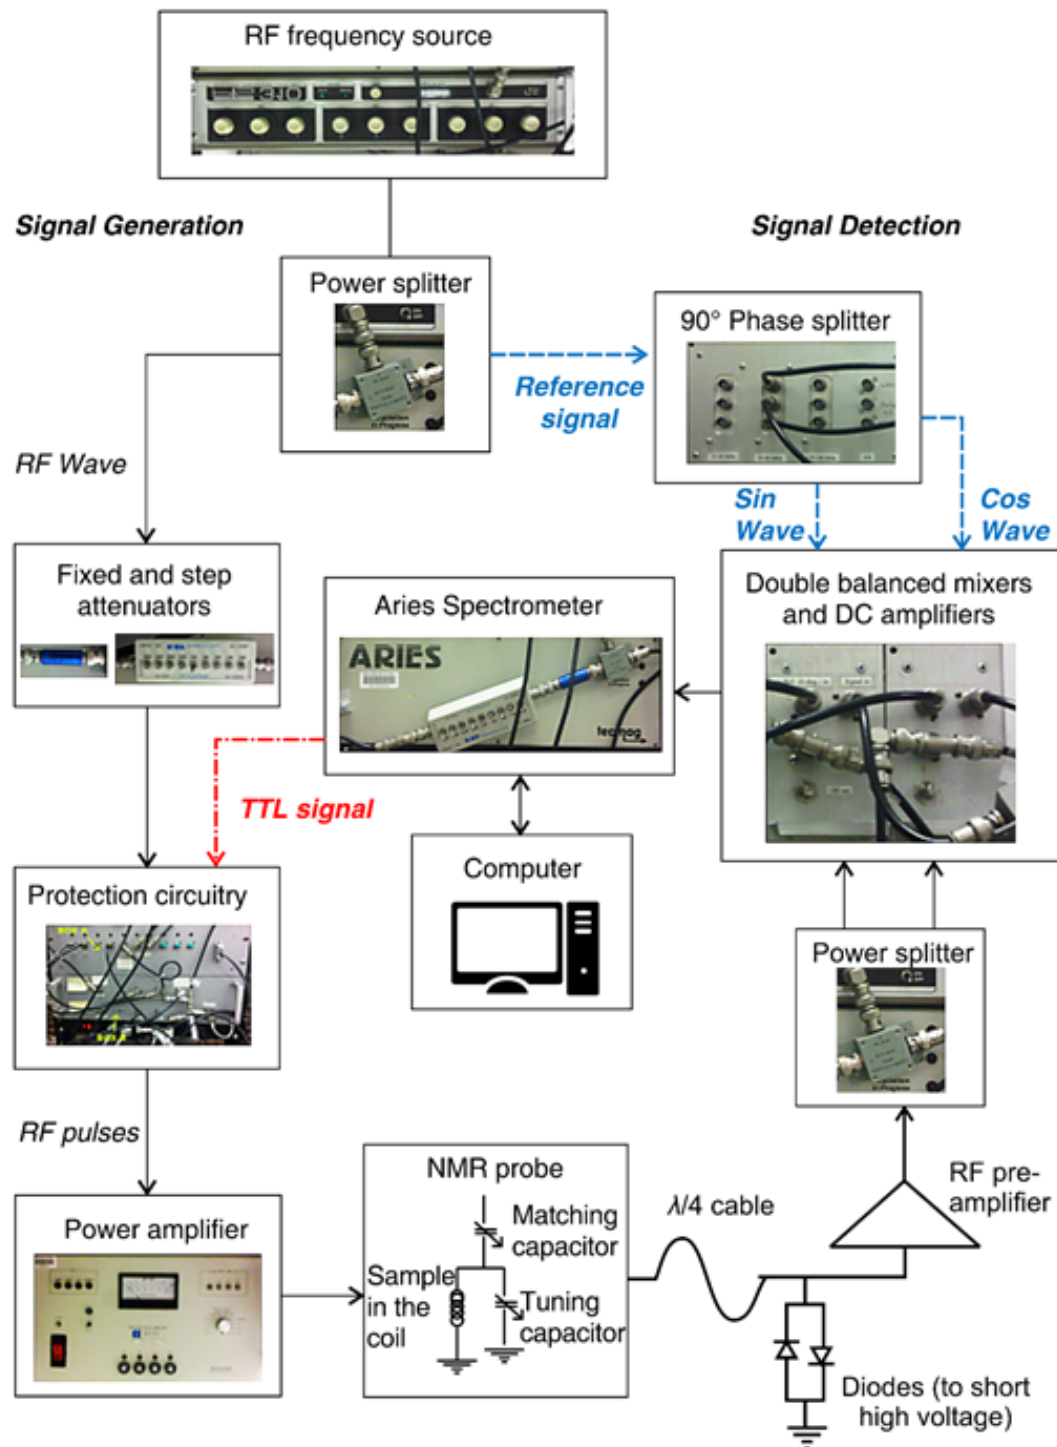 RF frequency source
Signal Generation
Signal Detection
Power splitter
90° Phase splitter
Reference
signal
RF Wave
Sin
Wave
Cos
Wave
Fixed and step
attenuators
Aries Spectrometer
ARIES
tecmag
Double balanced mixers
and DC amplifiers
TTL signal
Computer
Protection circuitry
BOX A
Power splitter
RF pulses
NMR probe
Matching
capacitor
Sample
in the
coil
Tuning
capacitor
λ/4 cable
RF pre-
amplifier
Power amplifier
Diodes (to short
high voltage)